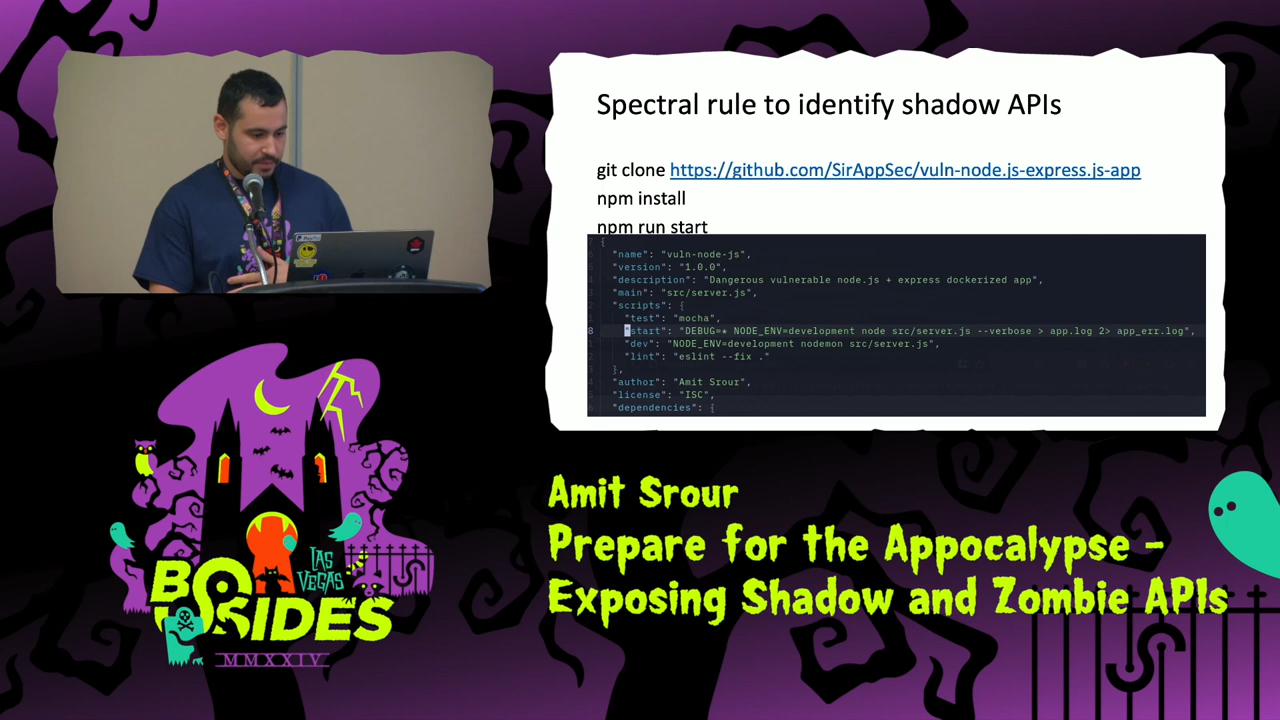 Spectral rule to identify shadow APIs
git clone https://github.com/SirAppSec/vuln-node.js-express.js-app
npm install
npm run start
{
"name": "vuln-node-js",
"version": "1.0.0",
"description": "Dangerous vulnerable node.js + express dockerized app",
"main": "src/server.js",
"scripts": {
"test": "mocha",
8 "start": "DEBUG=* NODE_ENV=development node src/server.js --verbose > app.log 2> app_err.log",
"dev": "NODE_ENV=development nodemon src/server.js",
"lint": "eslint --fix ."
},
"author": "Amit Srour",
"license": "ISC",
"dependencies": {
Amit Srour
Prepare for the Appocalypse -
Exposing Shadow and Zombie APIs
LAS
VEGAS
BSIDES
MMXXIV